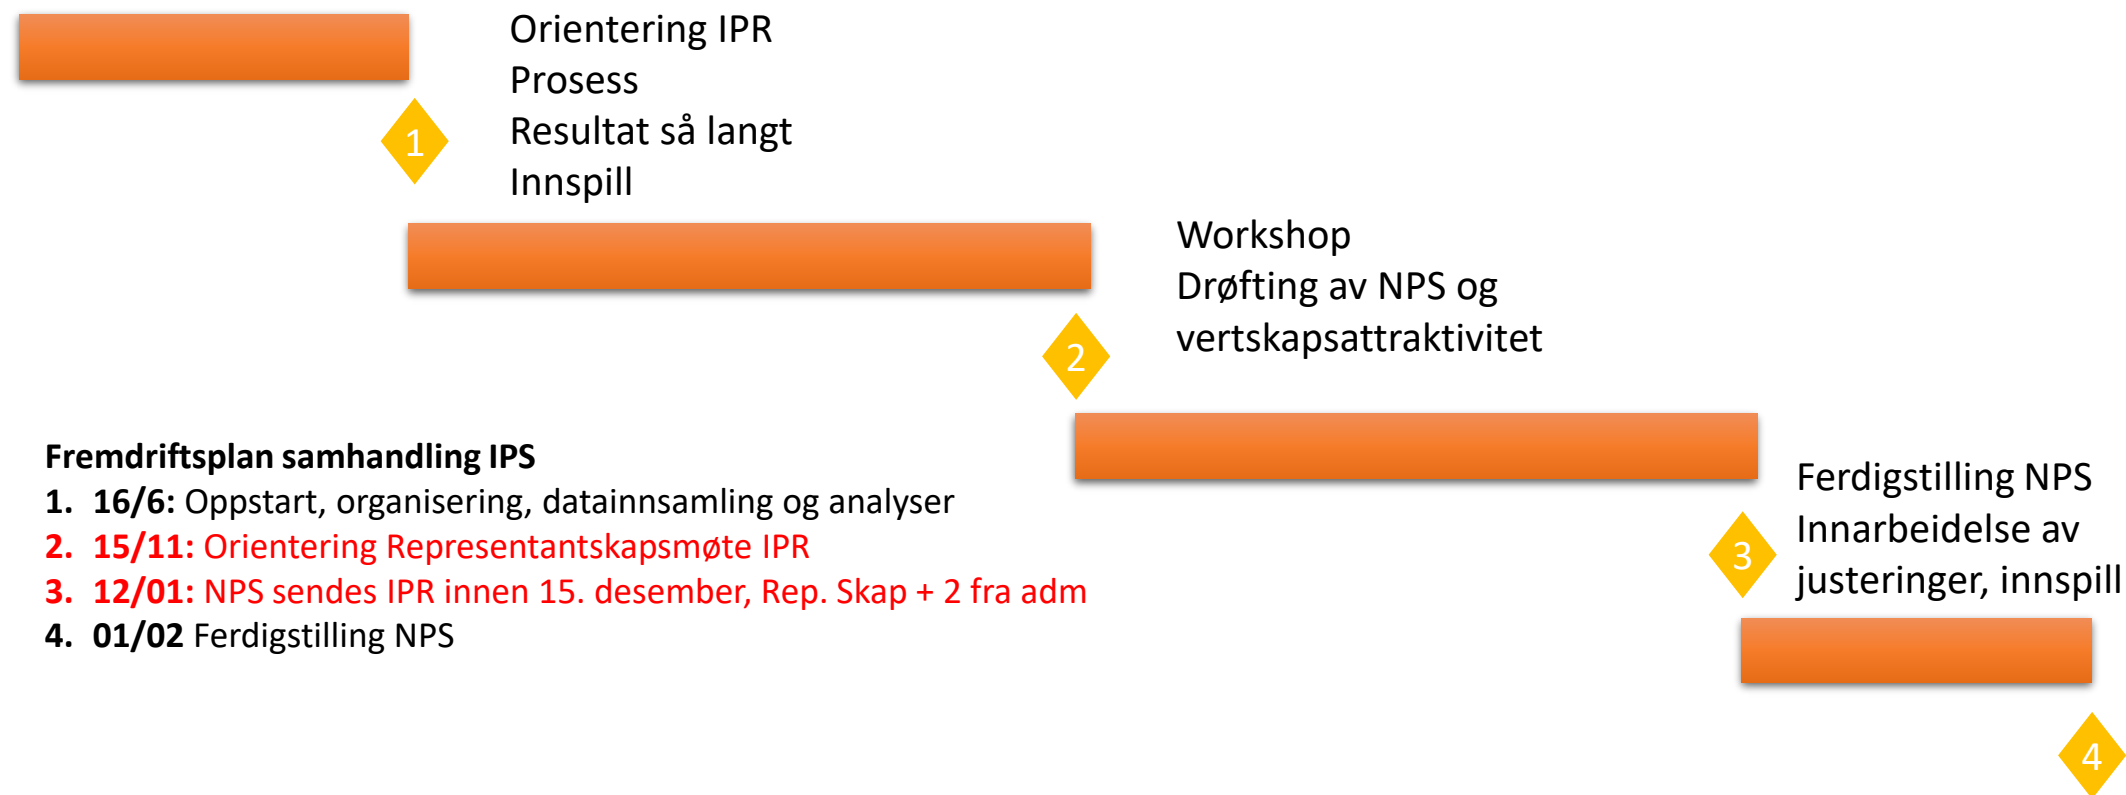 Orientering IPR
Prosess
Resultat så langt
Innspill
1
Workshop
Drøfting av NPS og
vertskapsattraktivitet
2
Fremdriftsplan samhandling IPS
1. 16/6: Oppstart, organisering, datainnsamling og analyser
2. 15/11: Orientering Representantskapsmøte IPR
3. 12/01: NPS sendes IPR innen 15. desember, Rep. Skap + 2 fra adm
4. 01/02 Ferdigstilling NPS
Ferdigstilling NPS
Innarbeidelse av
justeringer, innspill
3
4